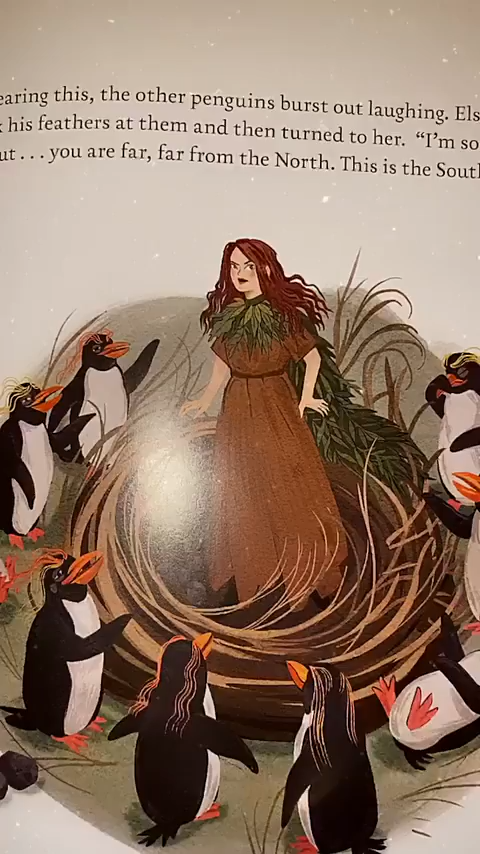 earing this, the other penguins burst out laughing. Els
his feathers at them and then turned to her. “I’m so
ut . . . you are far, far from the North. This is the Sout